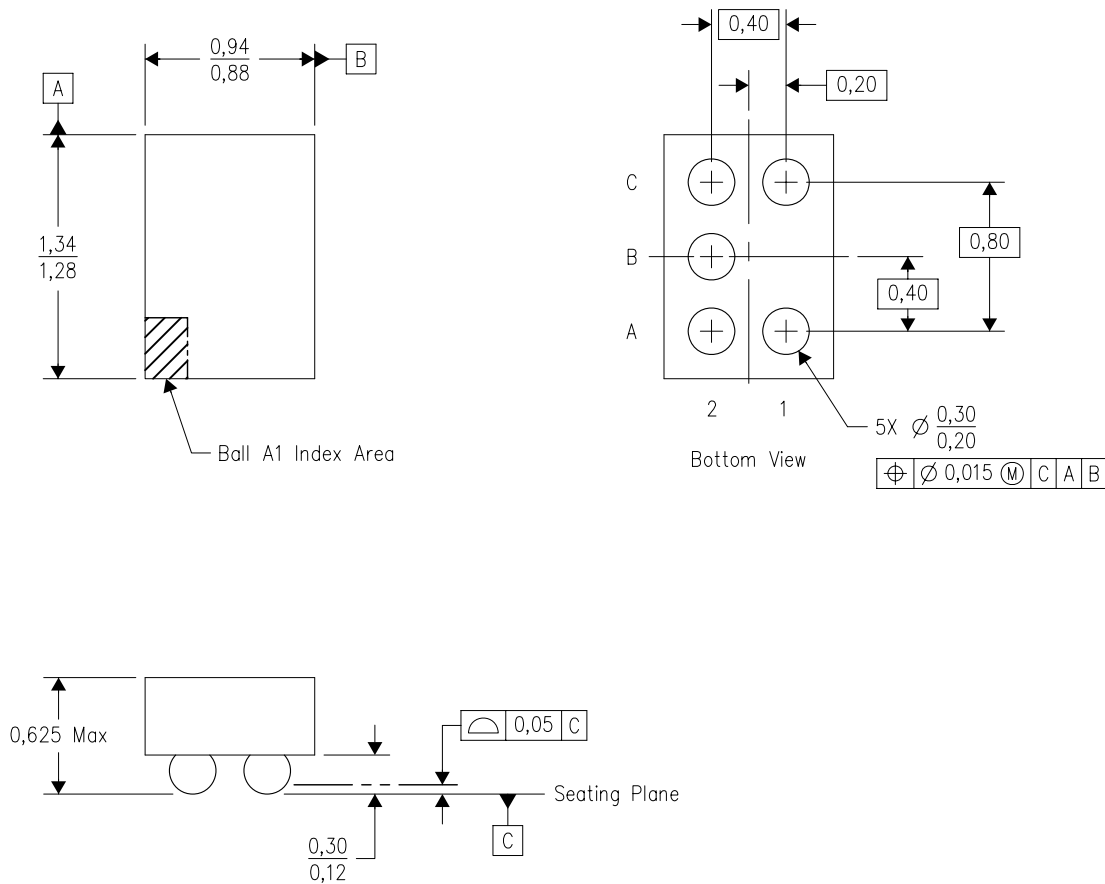 0,94
0,88
B
A
1,34
1,28
Ball A1 Index Area
0,40
0,20
C
B
A
0,80
0,40
2 1
Bottom View
5X Ø 0,30
0,20
⌖ Ø 0,015 Ⓜ C A B
0,625 Max
⌓ 0,05 C
Seating Plane
C
0,30
0,12